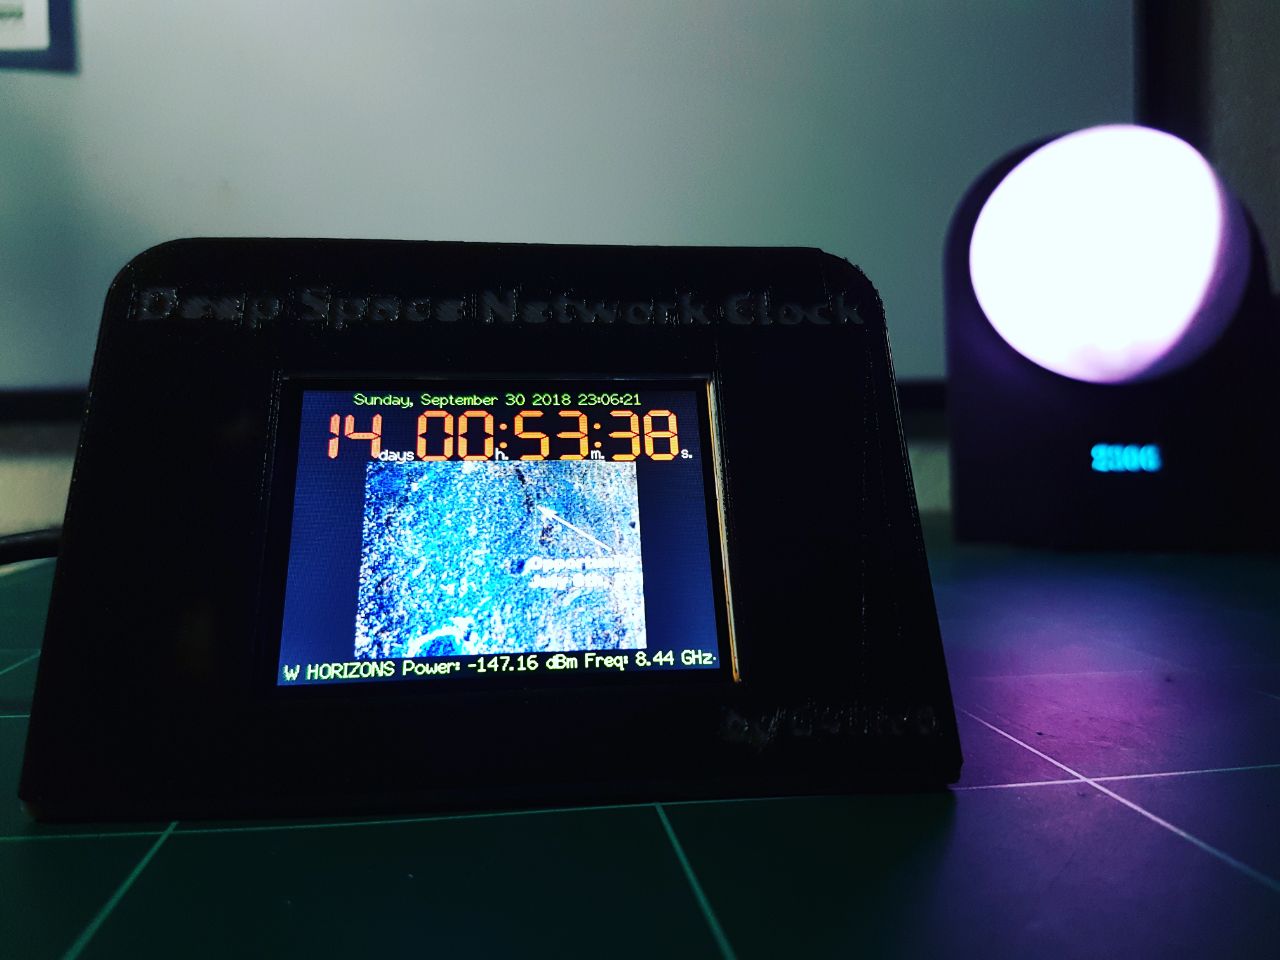 Deep Space Network Clock
Sunday, September 30 2018 23:06:21
14 days 00 h. 53 m. 38 s.
W HORIZONS Power: -147.16 dBm Freq: 8.44 GHz
by
2306